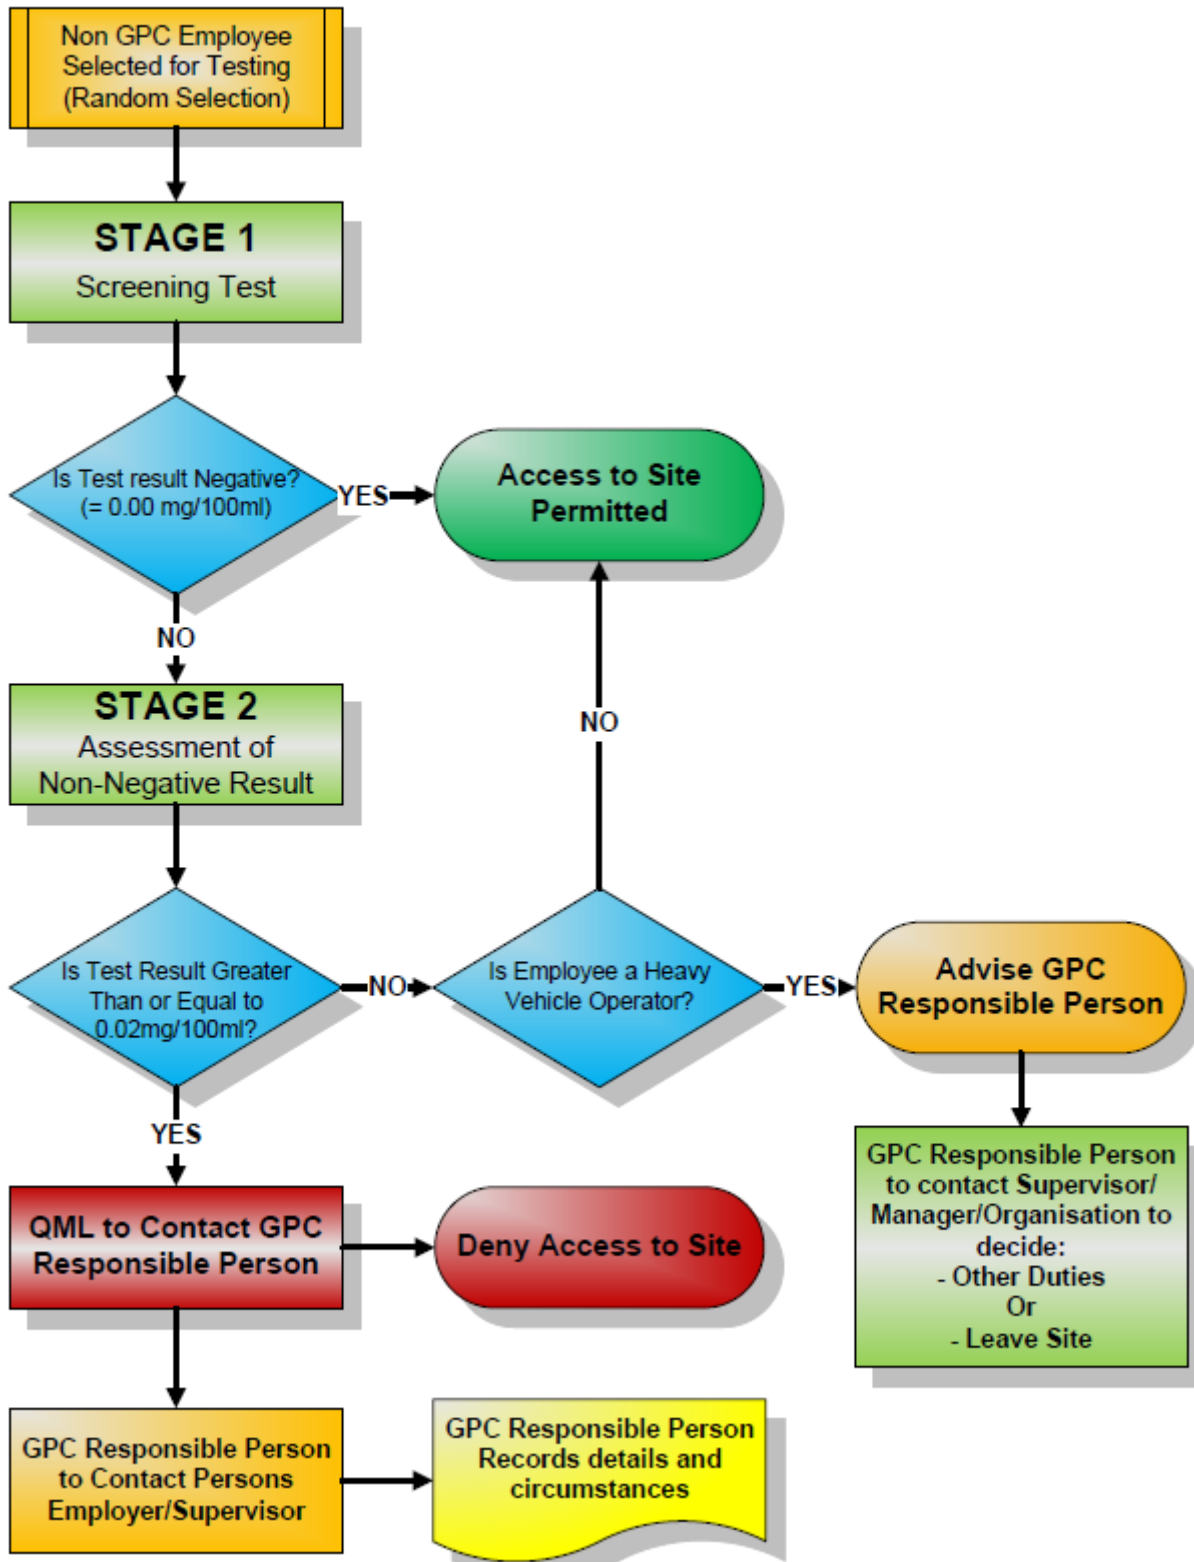 Non GPC Employee
Selected for Testing
(Random Selection)
STAGE 1
Screening Test
Is Test result Negative?
(= 0.00 mg/100ml)
YES
Access to Site
Permitted
NO
STAGE 2
Assessment of
Non-Negative Result
NO
Is Test Result Greater
Than or Equal to
0.02mg/100ml?
NO
Is Employee a Heavy
Vehicle Operator?
YES
Advise GPC
Responsible Person
YES
GPC Responsible Person
to contact Supervisor/
Manager/Organisation to
decide:
- Other Duties
Or
- Leave Site
QML to Contact GPC
Responsible Person
Deny Access to Site
GPC Responsible Person
to Contact Persons
Employer/Supervisor
GPC Responsible Person
Records details and
circumstances